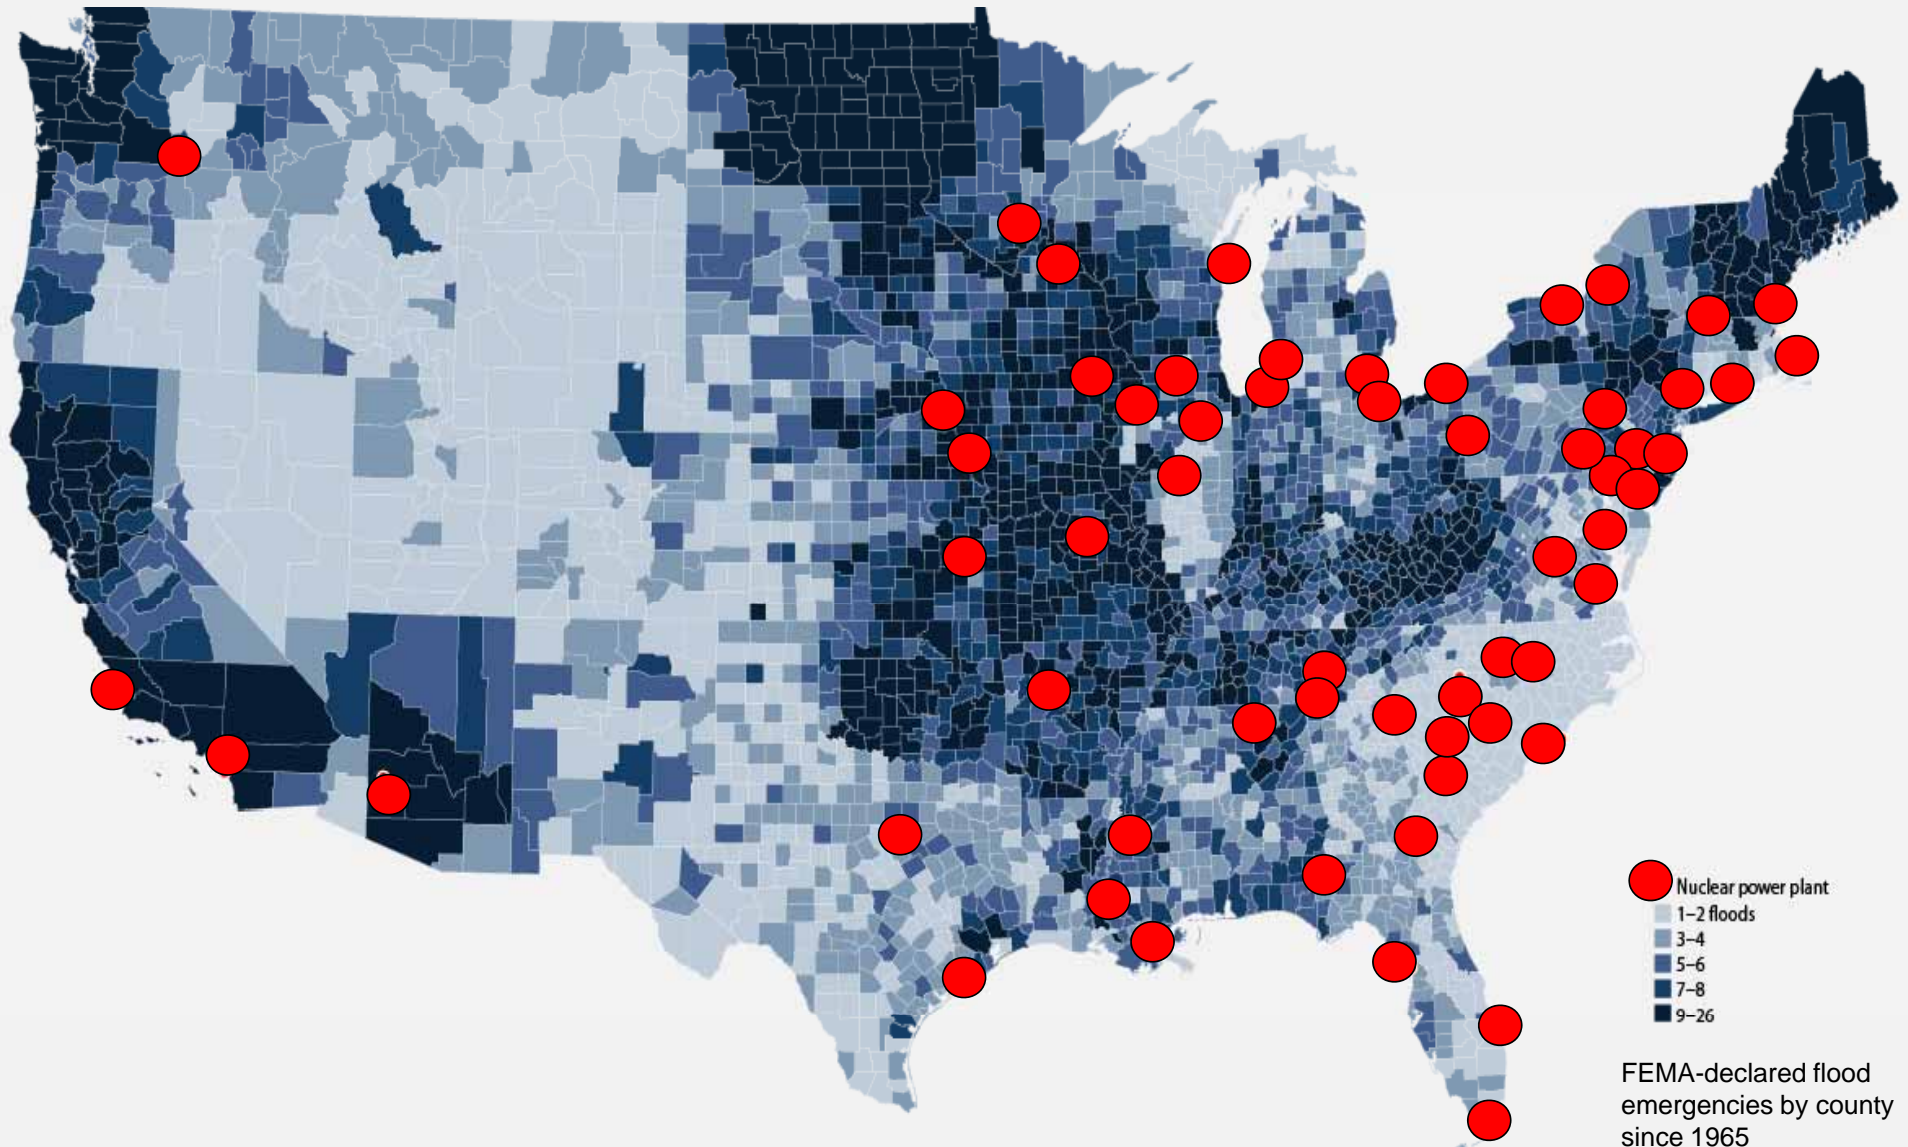 Nuclear power plant
1–2 floods
3–4
5–6
7–8
9–26
FEMA-declared flood
emergencies by county
since 1965